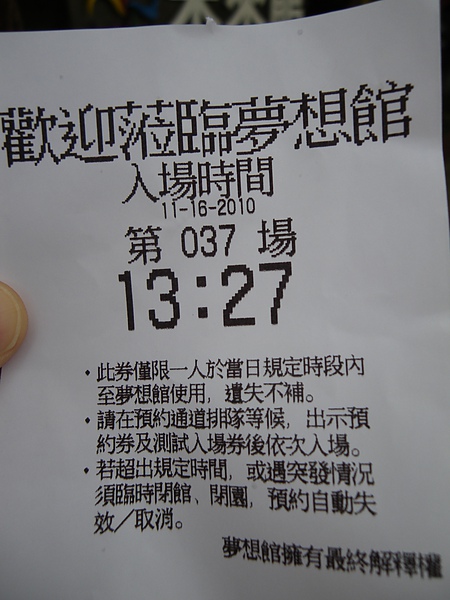 歡迎蒞臨夢想館
入場時間
11-16-2010
第 037 場
13:27
・此券僅限一人於當日規定時段內
至夢想館使用，遺失不補。
・請在預約通道排隊等候，出示預
約券及測試入場券後依次入場。
・若超出規定時間，或遇突發情況
須臨時閉館、閉園，預約自動失
效／取消。
夢想館擁有最終解釋權